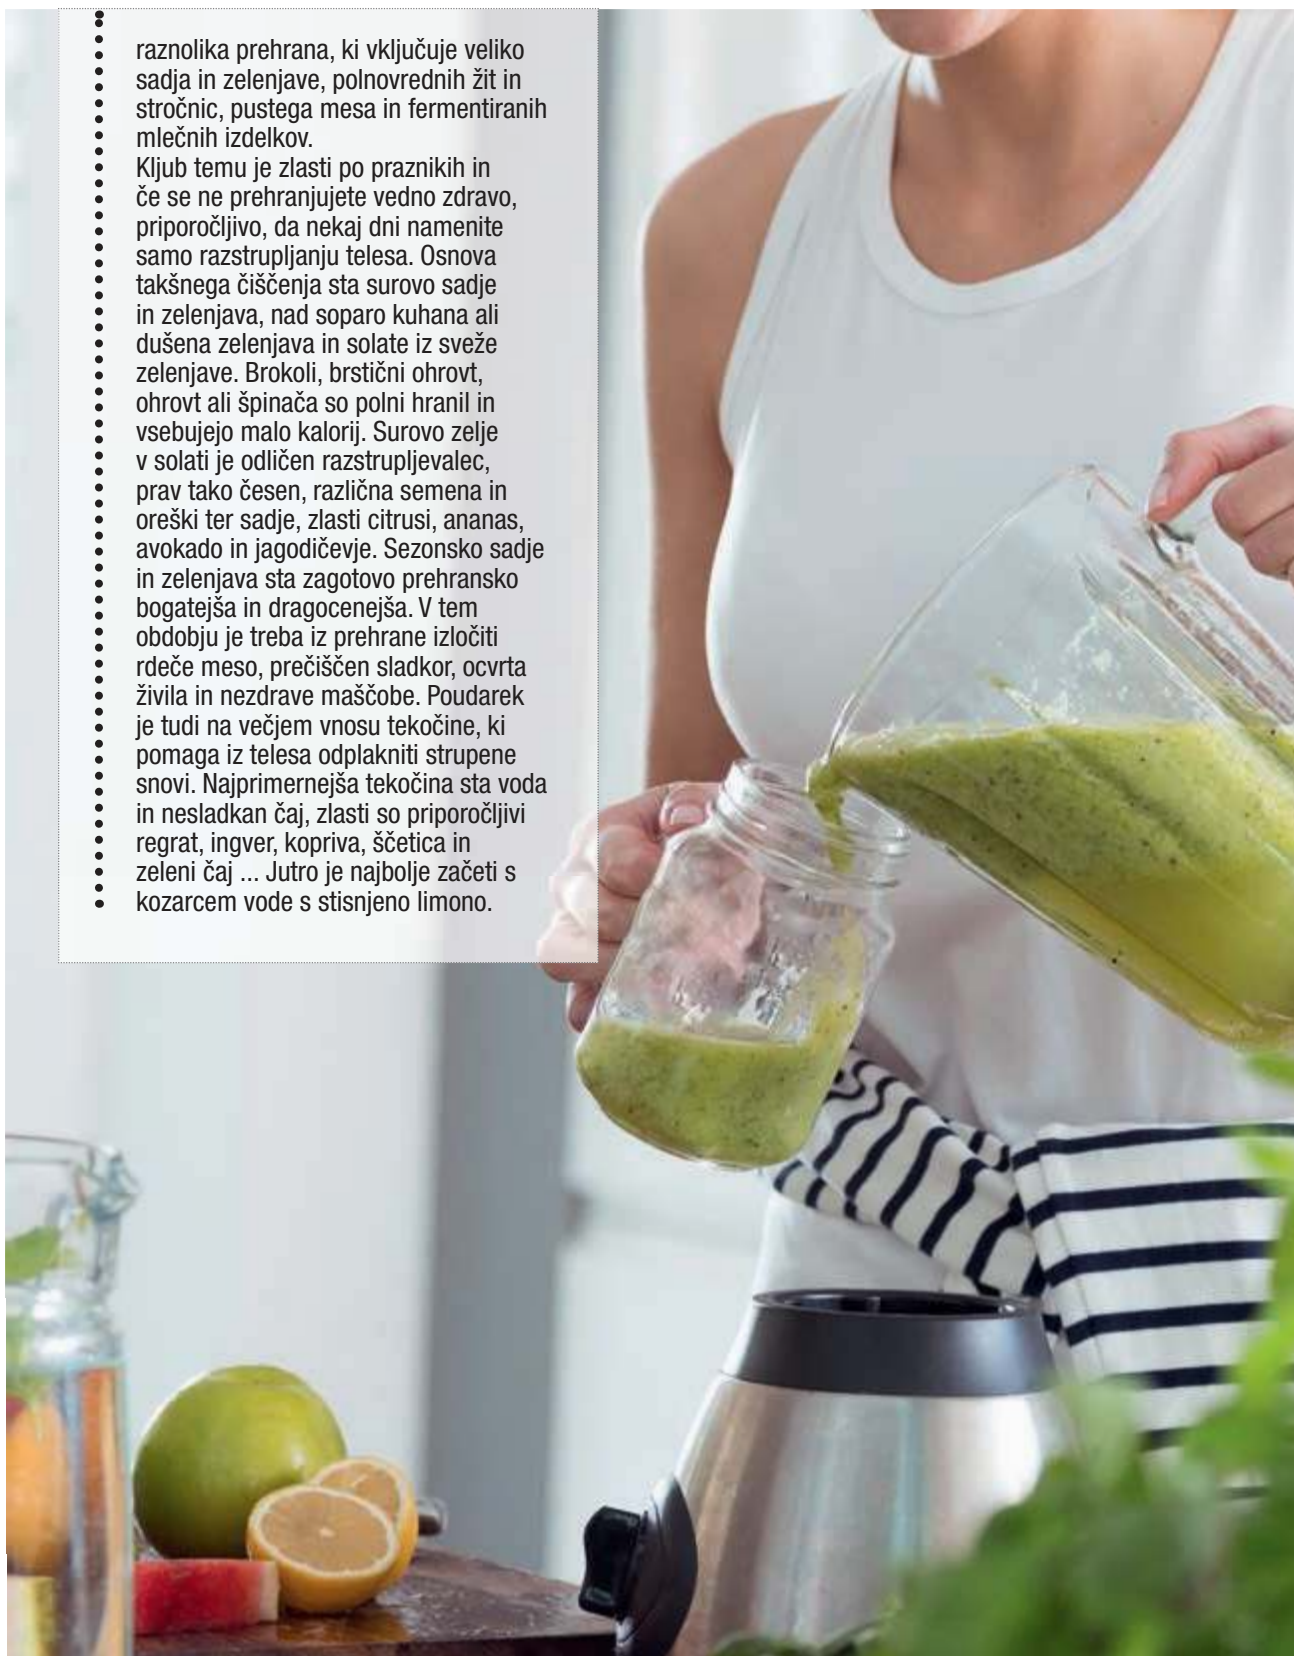 raznolika prehrana, ki vključuje veliko
sadja in zelenjave, polnovrednih žit in
stročnic, pustega mesa in fermentiranih
mlečnih izdelkov.
Kljub temu je zlasti po praznikih in
če se ne prehranjujete vedno zdravo,
priporočljivo, da nekaj dni namenite
samo razstrupljanju telesa. Osnova
takšnega čiščenja sta surovo sadje
in zelenjava, nad soparo kuhana ali
dušena zelenjava in solate iz sveže
zelenjave. Brokoli, brstični ohrovt,
ohrovt ali špinača so polni hranil in
vsebujejo malo kalorij. Surovo zelje
v solati je odličen razstrupljevalec,
prav tako česen, različna semena in
oreški ter sadje, zlasti citrusi, ananas,
avokado in jagodičevje. Sezonsko sadje
in zelenjava sta zagotovo prehransko
bogatejša in dragocenejša. V tem
obdobju je treba iz prehrane izločiti
rdeče meso, prečiščen sladkor, ocvrta
živila in nezdrave maščobe. Poudarek
je tudi na večjem vnosu tekočine, ki
pomaga iz telesa odplakniti strupene
snovi. Najprimernejša tekočina sta voda
in nesladkan čaj, zlasti so priporočljivi
regrat, ingver, kopriva, ščetica in
zeleni čaj ... Jutro je najbolje začeti s
kozarcem vode s stisnjeno limono.